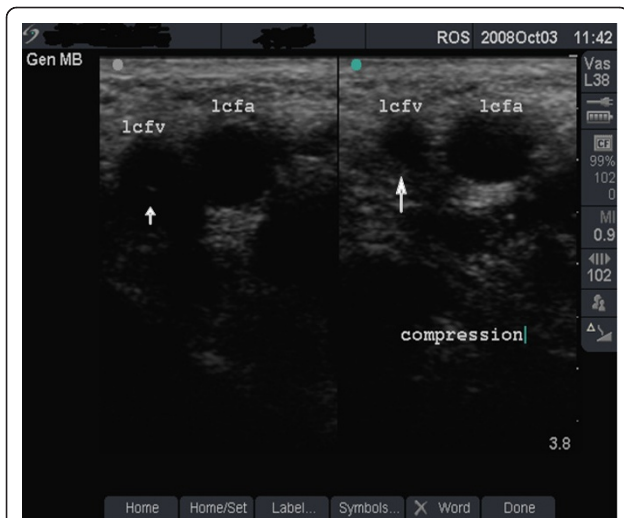 ROS 2008Oct03 11:42
Gen MB
Vas
L38
lcfv lcfa
lcfv lcfa
CF
99%
102
0
MI
0.9
102
compression
3.8
Home Home/Set Label... Symbols... X Word Done